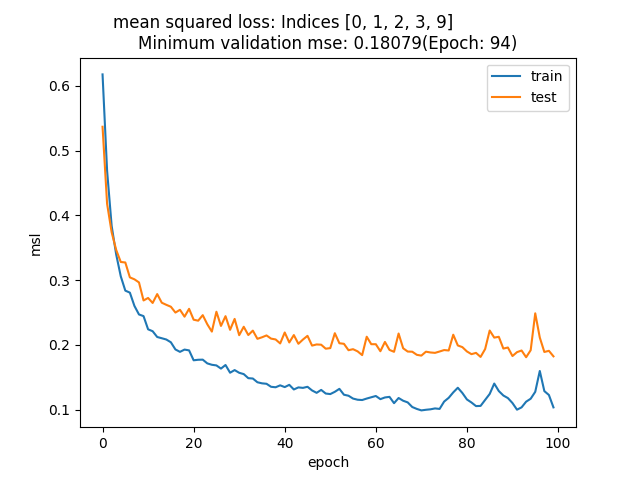 mean squared loss: Indices [0, 1, 2, 3, 9]
Minimum validation mse: 0.18079(Epoch: 94)
train
test
0.6
0.5
0.4
0.3
0.2
0.1
msl
0 20 40 60 80 100
epoch